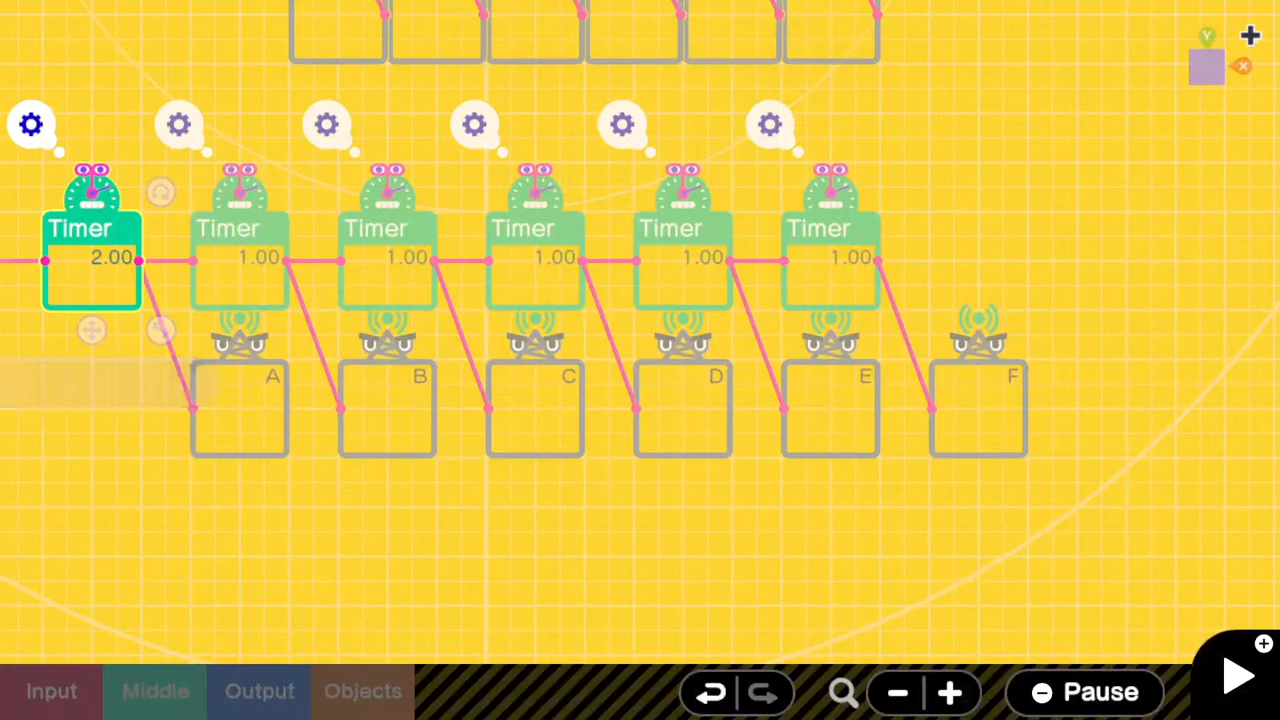 Y
X
Timer Timer Timer Timer Timer Timer
2.00 1.00 1.00 1.00 1.00 1.00
A B C D E F
Input Middle Output Objects Pause